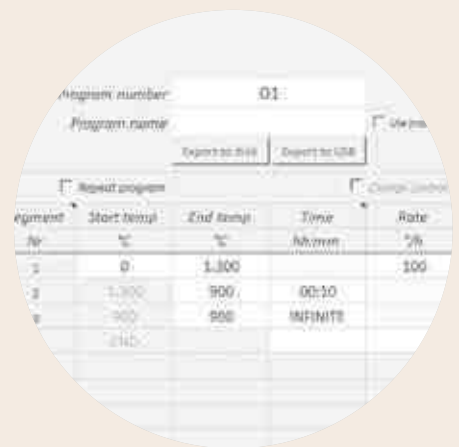 Program number 01
Program name
Export to disk Export to USB
Repeat program
Segment Start temp End temp Time Rate
Nr °C °C hh:mm °/h
1 0 1.300 100
2 1.300 900 00:10
3 900 900 INFINITE
END